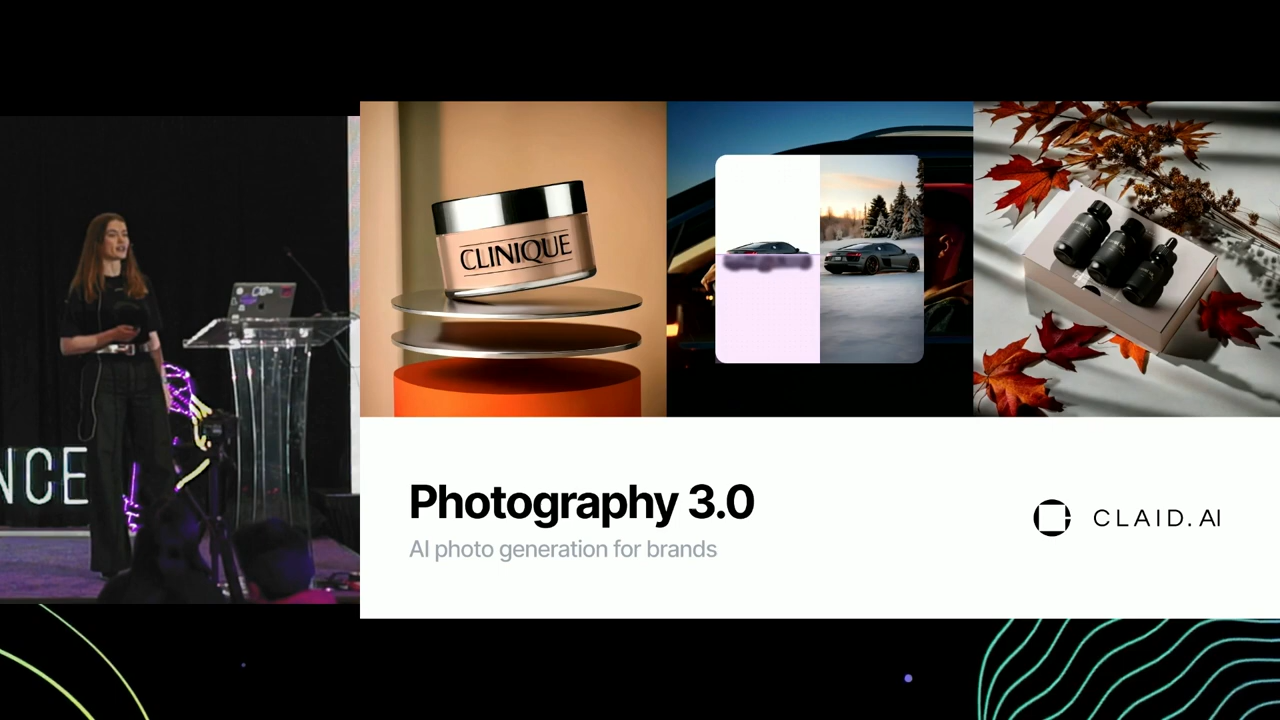 NCE
CLINIQUE
Photography 3.0
AI photo generation for brands
CLAID.AI